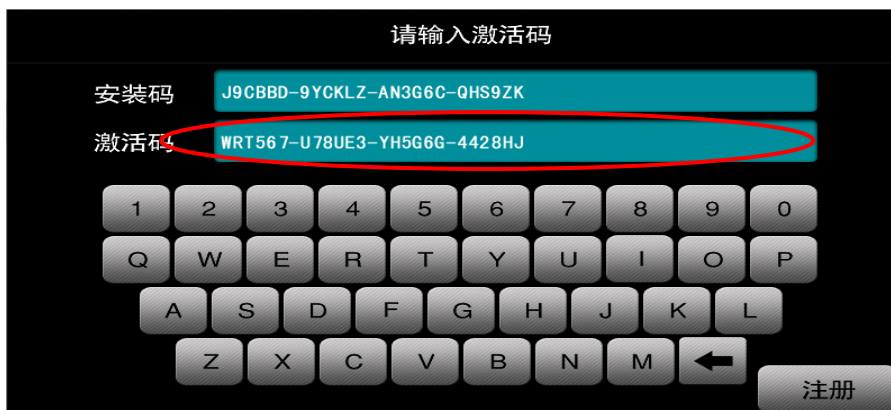 请输入激活码
安装码 J9CBBD-9YCKLZ-AN3G6C-QHS9ZK
激活码 WRT567-U78UE3-YH5G6G-4428HJ
1 2 3 4 5 6 7 8 9 0
Q W E R T Y U I O P
A S D F G H J K L
Z X C V B N M
注册